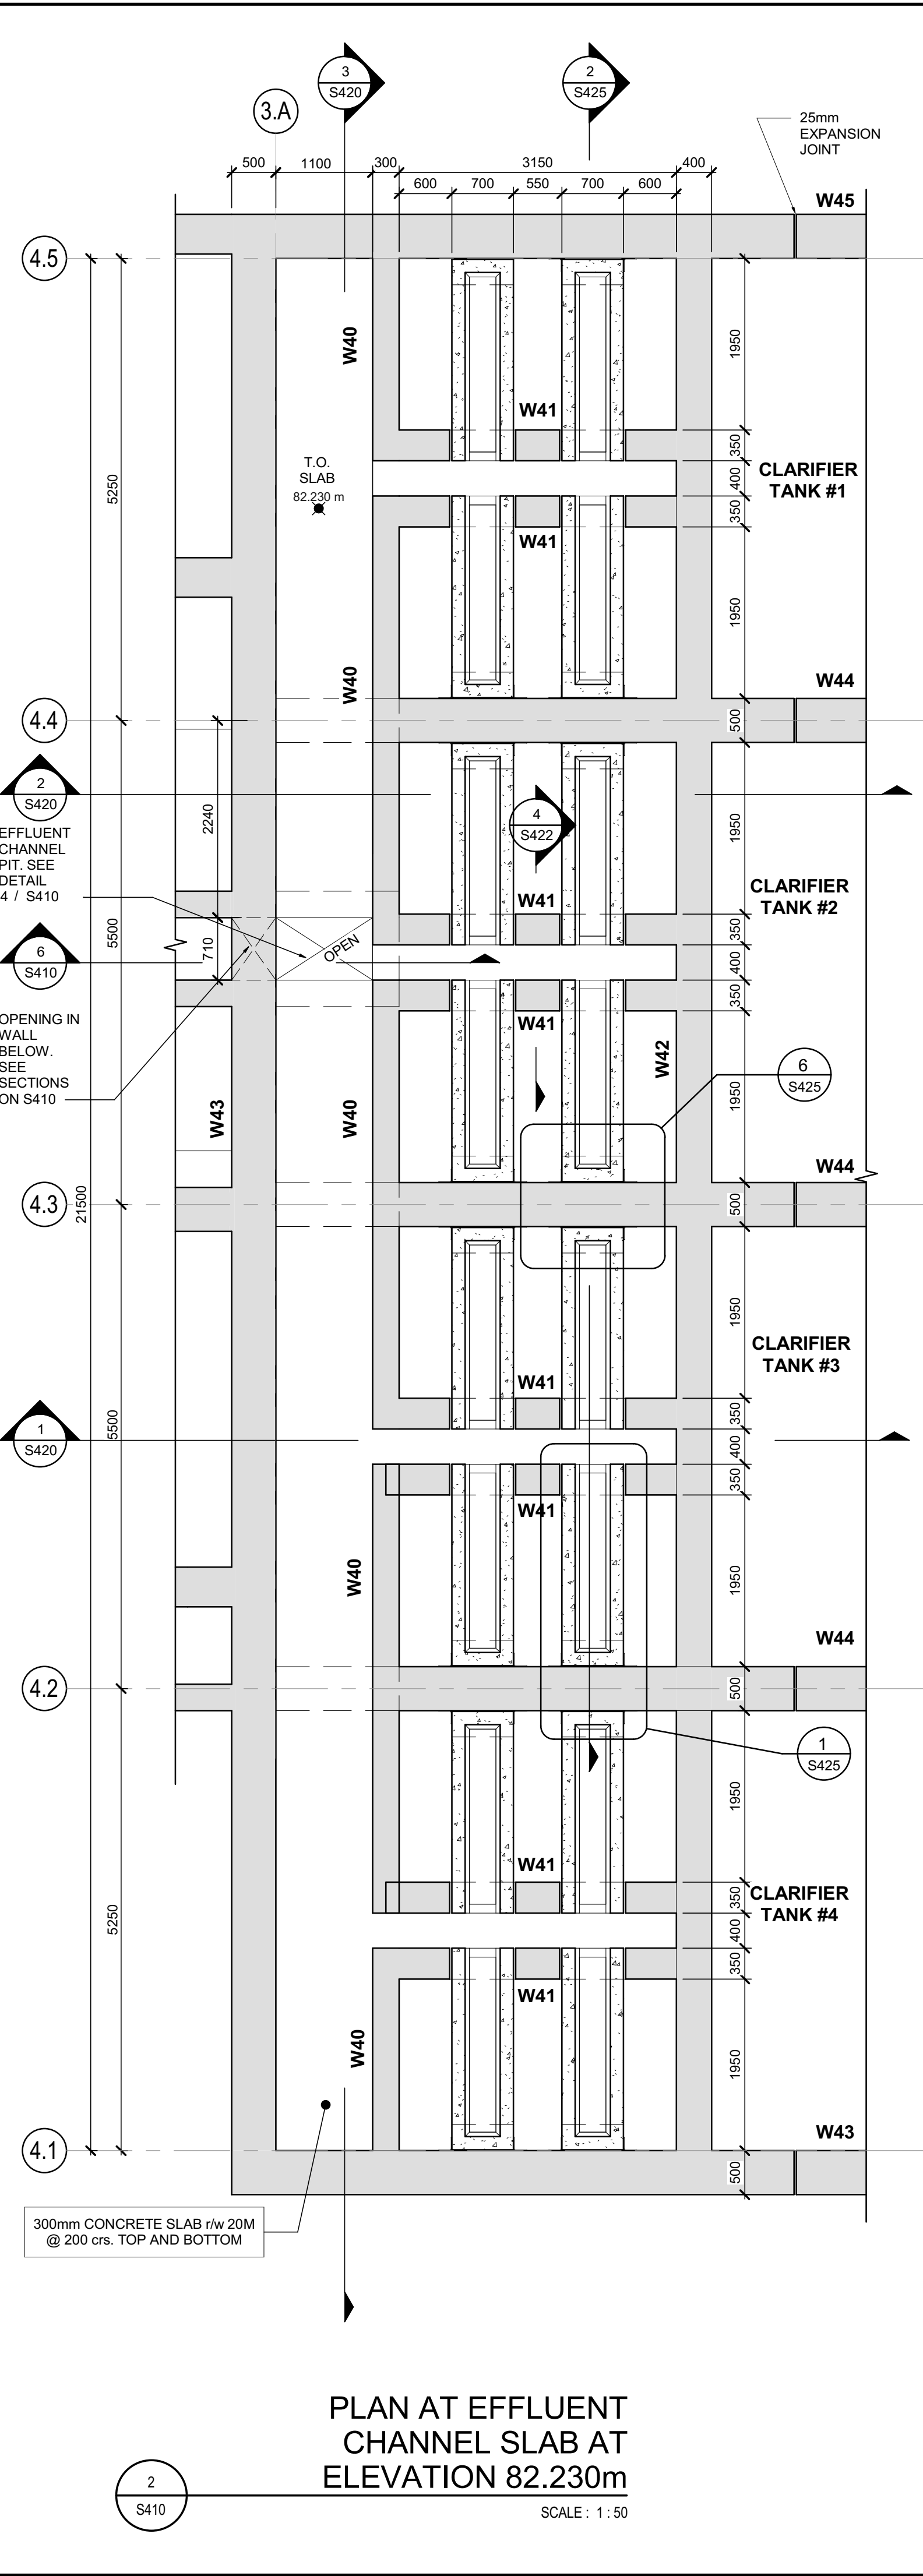 3
S420
2
S425
3.A
25mm
EXPANSION
JOINT
500
1100
300
3150
400
600
700
550
700
600
W45
4.5
W40
1950
W41
350
T.O.
SLAB
82.230 m
CLARIFIER
TANK #1
400
5250
350
W41
1950
W40
W44
4.4
500
2
S420
2240
4
S422
1950
EFFLUENT
CHANNEL
PIT. SEE
DETAIL
4 / S410
CLARIFIER
TANK #2
W41
350
5500
710
OPEN
400
6
S410
350
OPENING IN
WALL
BELOW.
SEE
SECTIONS
ON S410
W41
W42
6
S425
1950
W43
W40
W44
4.3
21500
500
1950
CLARIFIER
TANK #3
W41
350
5500
1
S420
400
350
W41
W40
1950
W44
4.2
500
1
S425
1950
W41
350
CLARIFIER
TANK #4
5250
400
350
W41
W40
1950
W43
4.1
500
300mm CONCRETE SLAB r/w 20M
@ 200 crs. TOP AND BOTTOM
PLAN AT EFFLUENT
CHANNEL SLAB AT
ELEVATION 82.230m
2
S410
SCALE : 1 : 50